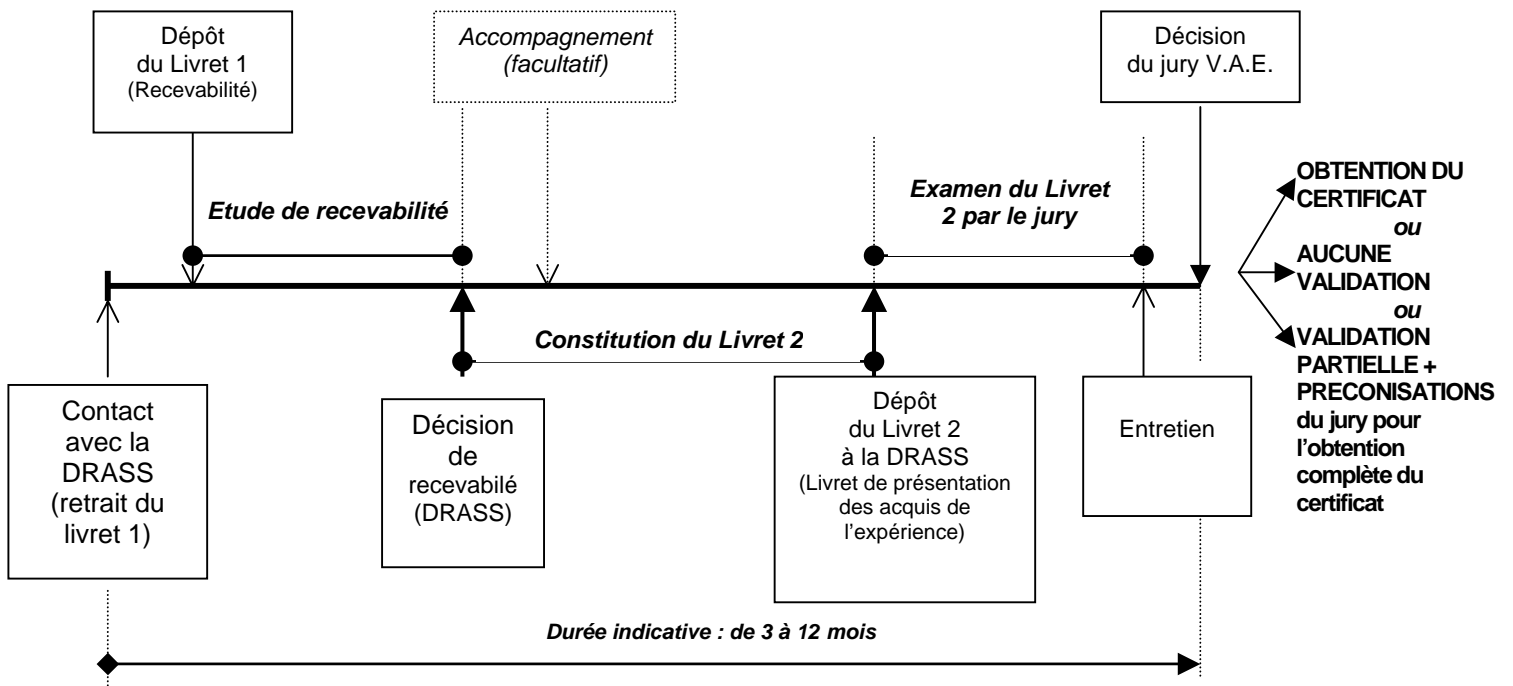 Dépôt
du Livret 1
(Recevabilité)
Accompagnement
(facultatif)
Décision
du jury V.A.E.
Etude de recevabilité
Examen du Livret
2 par le jury
OBTENTION DU
CERTIFICAT
ou
AUCUNE
VALIDATION
ou
VALIDATION
PARTIELLE +
PRECONISATIONS
du jury pour
l'obtention
complète du
certificat
Constitution du Livret 2
Contact
avec la
DRASS
(retrait du
livret 1)
Décision
de
recevabilé
(DRASS)
Dépôt
du Livret 2
à la DRASS
(Livret de présentation
des acquis de
l'expérience)
Entretien
Durée indicative : de 3 à 12 mois